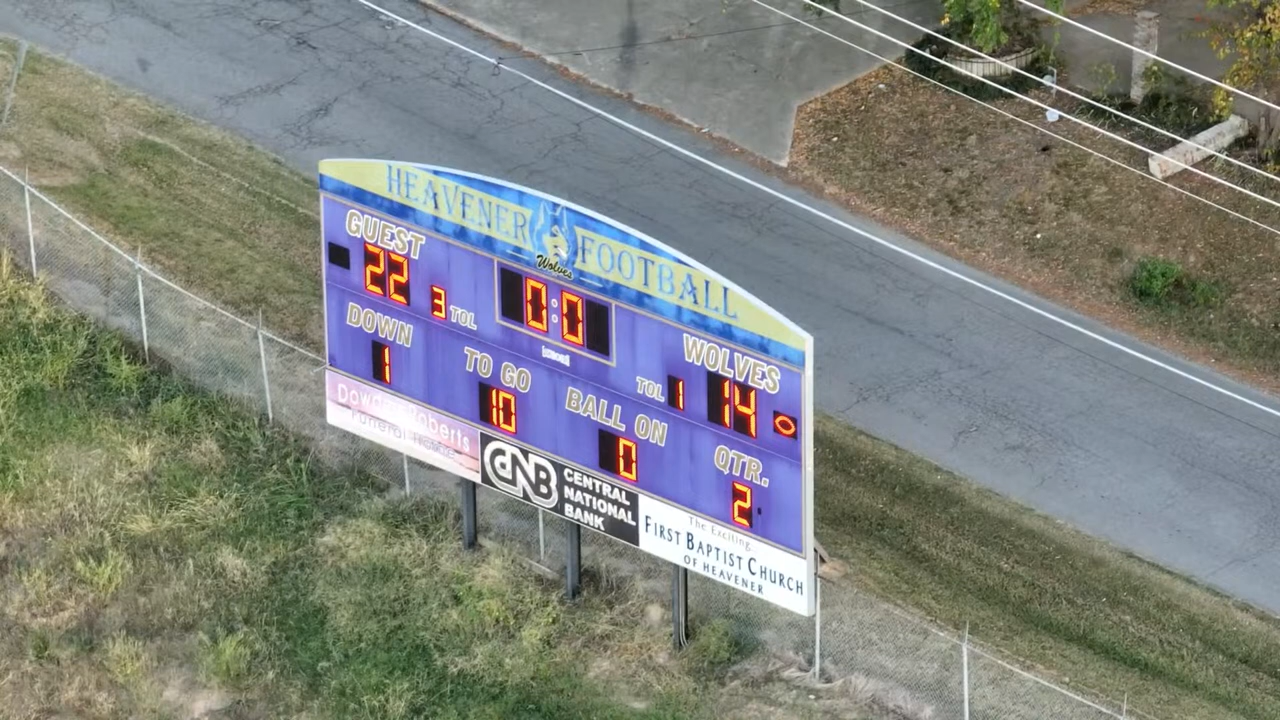 HEAVENER FOOTBALL
Wolves
GUEST
22
3 TOL
0:0
WOLVES
TOL 1
14
DOWN
1
TO GO
10
BALL ON
0
QTR.
2
Roberts
Funeral Home
CNB
CENTRAL
NATIONAL
BANK
The Exciting...
FIRST BAPTIST CHURCH
OF HEAVENER